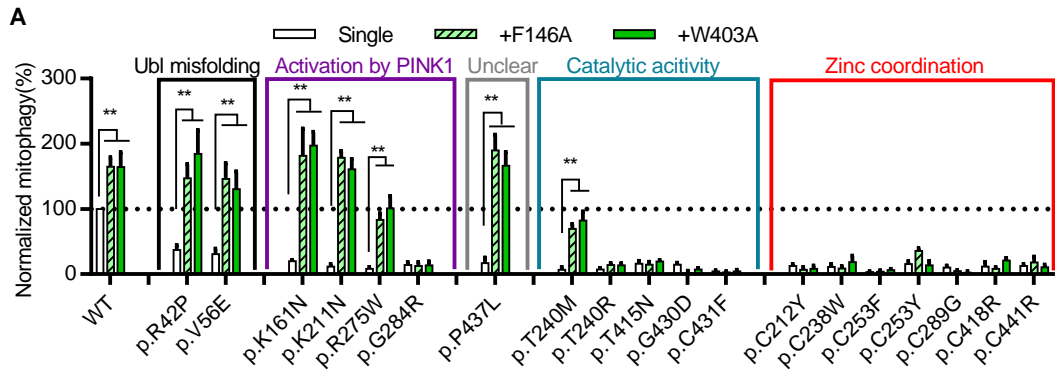 A
Single +F146A +W403A
Ubl misfolding Activation by PINK1 Unclear Catalytic acitivity Zinc coordination
Normalized mitophagy(%)
300
200
100
0
** ** ** ** ** ** ** **
WT p.R42P p.V56E p.K161N p.K211N p.R275W p.G284R p.P437L p.T240M p.T240R p.T415N p.G430D p.C431F p.C212Y p.C238W p.C253F p.C253Y p.C289G p.C418R p.C441R